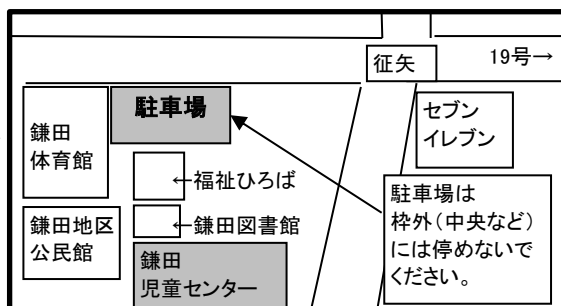 征矢
19号→
鎌田
体育館
駐車場
セブン
イレブン
←福祉ひろば
鎌田地区
公民館
←鎌田図書館
鎌田
児童センター
駐車場は
枠外（中央など）
には停めないで
ください。